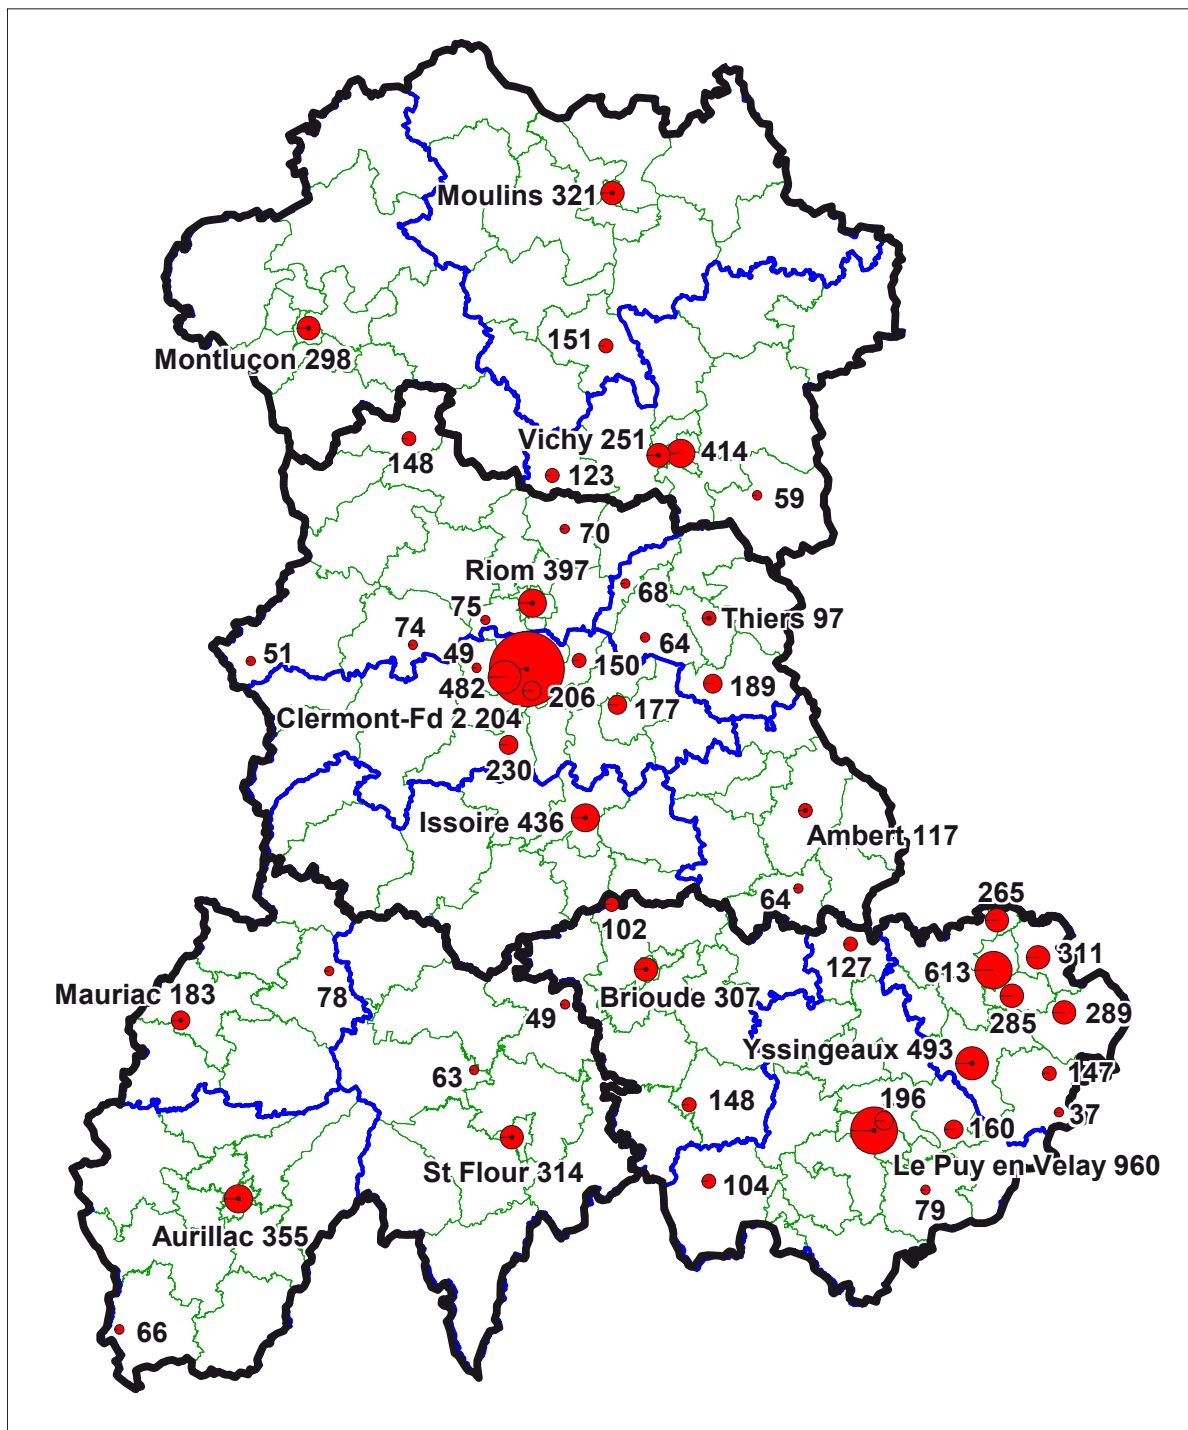 Moulins 321
151
Montluçon 298
Vichy 251
414
148
123
59
70
Riom 397
68
75
Thiers 97
74
64
51
49
150
482
206
189
177
Clermont-Fd 2 204
230
Issoire 436
Ambert 117
64
265
102
127
311
613
Mauriac 183
78
Brioude 307
49
285
289
Yssingeaux 493
63
147
148
196
37
160
St Flour 314
Le Puy en Velay 960
104
79
Aurillac 355
66